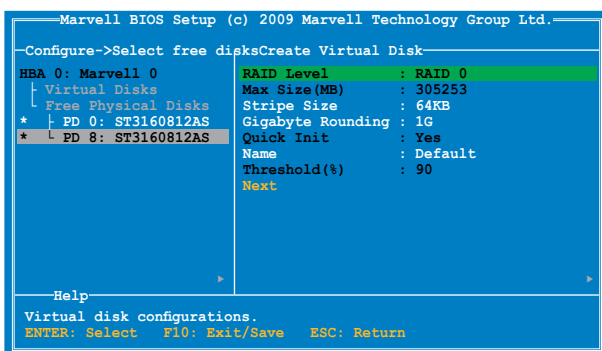 Marvell BIOS Setup (c) 2009 Marvell Technology Group Ltd.
Configure->Select free disksCreate Virtual Disk
HBA 0: Marvell 0
Virtual Disks
Free Physical Disks
* PD 0: ST3160812AS
* PD 8: ST3160812AS
RAID Level : RAID 0
Max Size(MB) : 305253
Stripe Size : 64KB
Gigabyte Rounding : 1G
Quick Init : Yes
Name : Default
Threshold(%) : 90
Next
Help
Virtual disk configurations.
ENTER: Select F10: Exit/Save ESC: Return